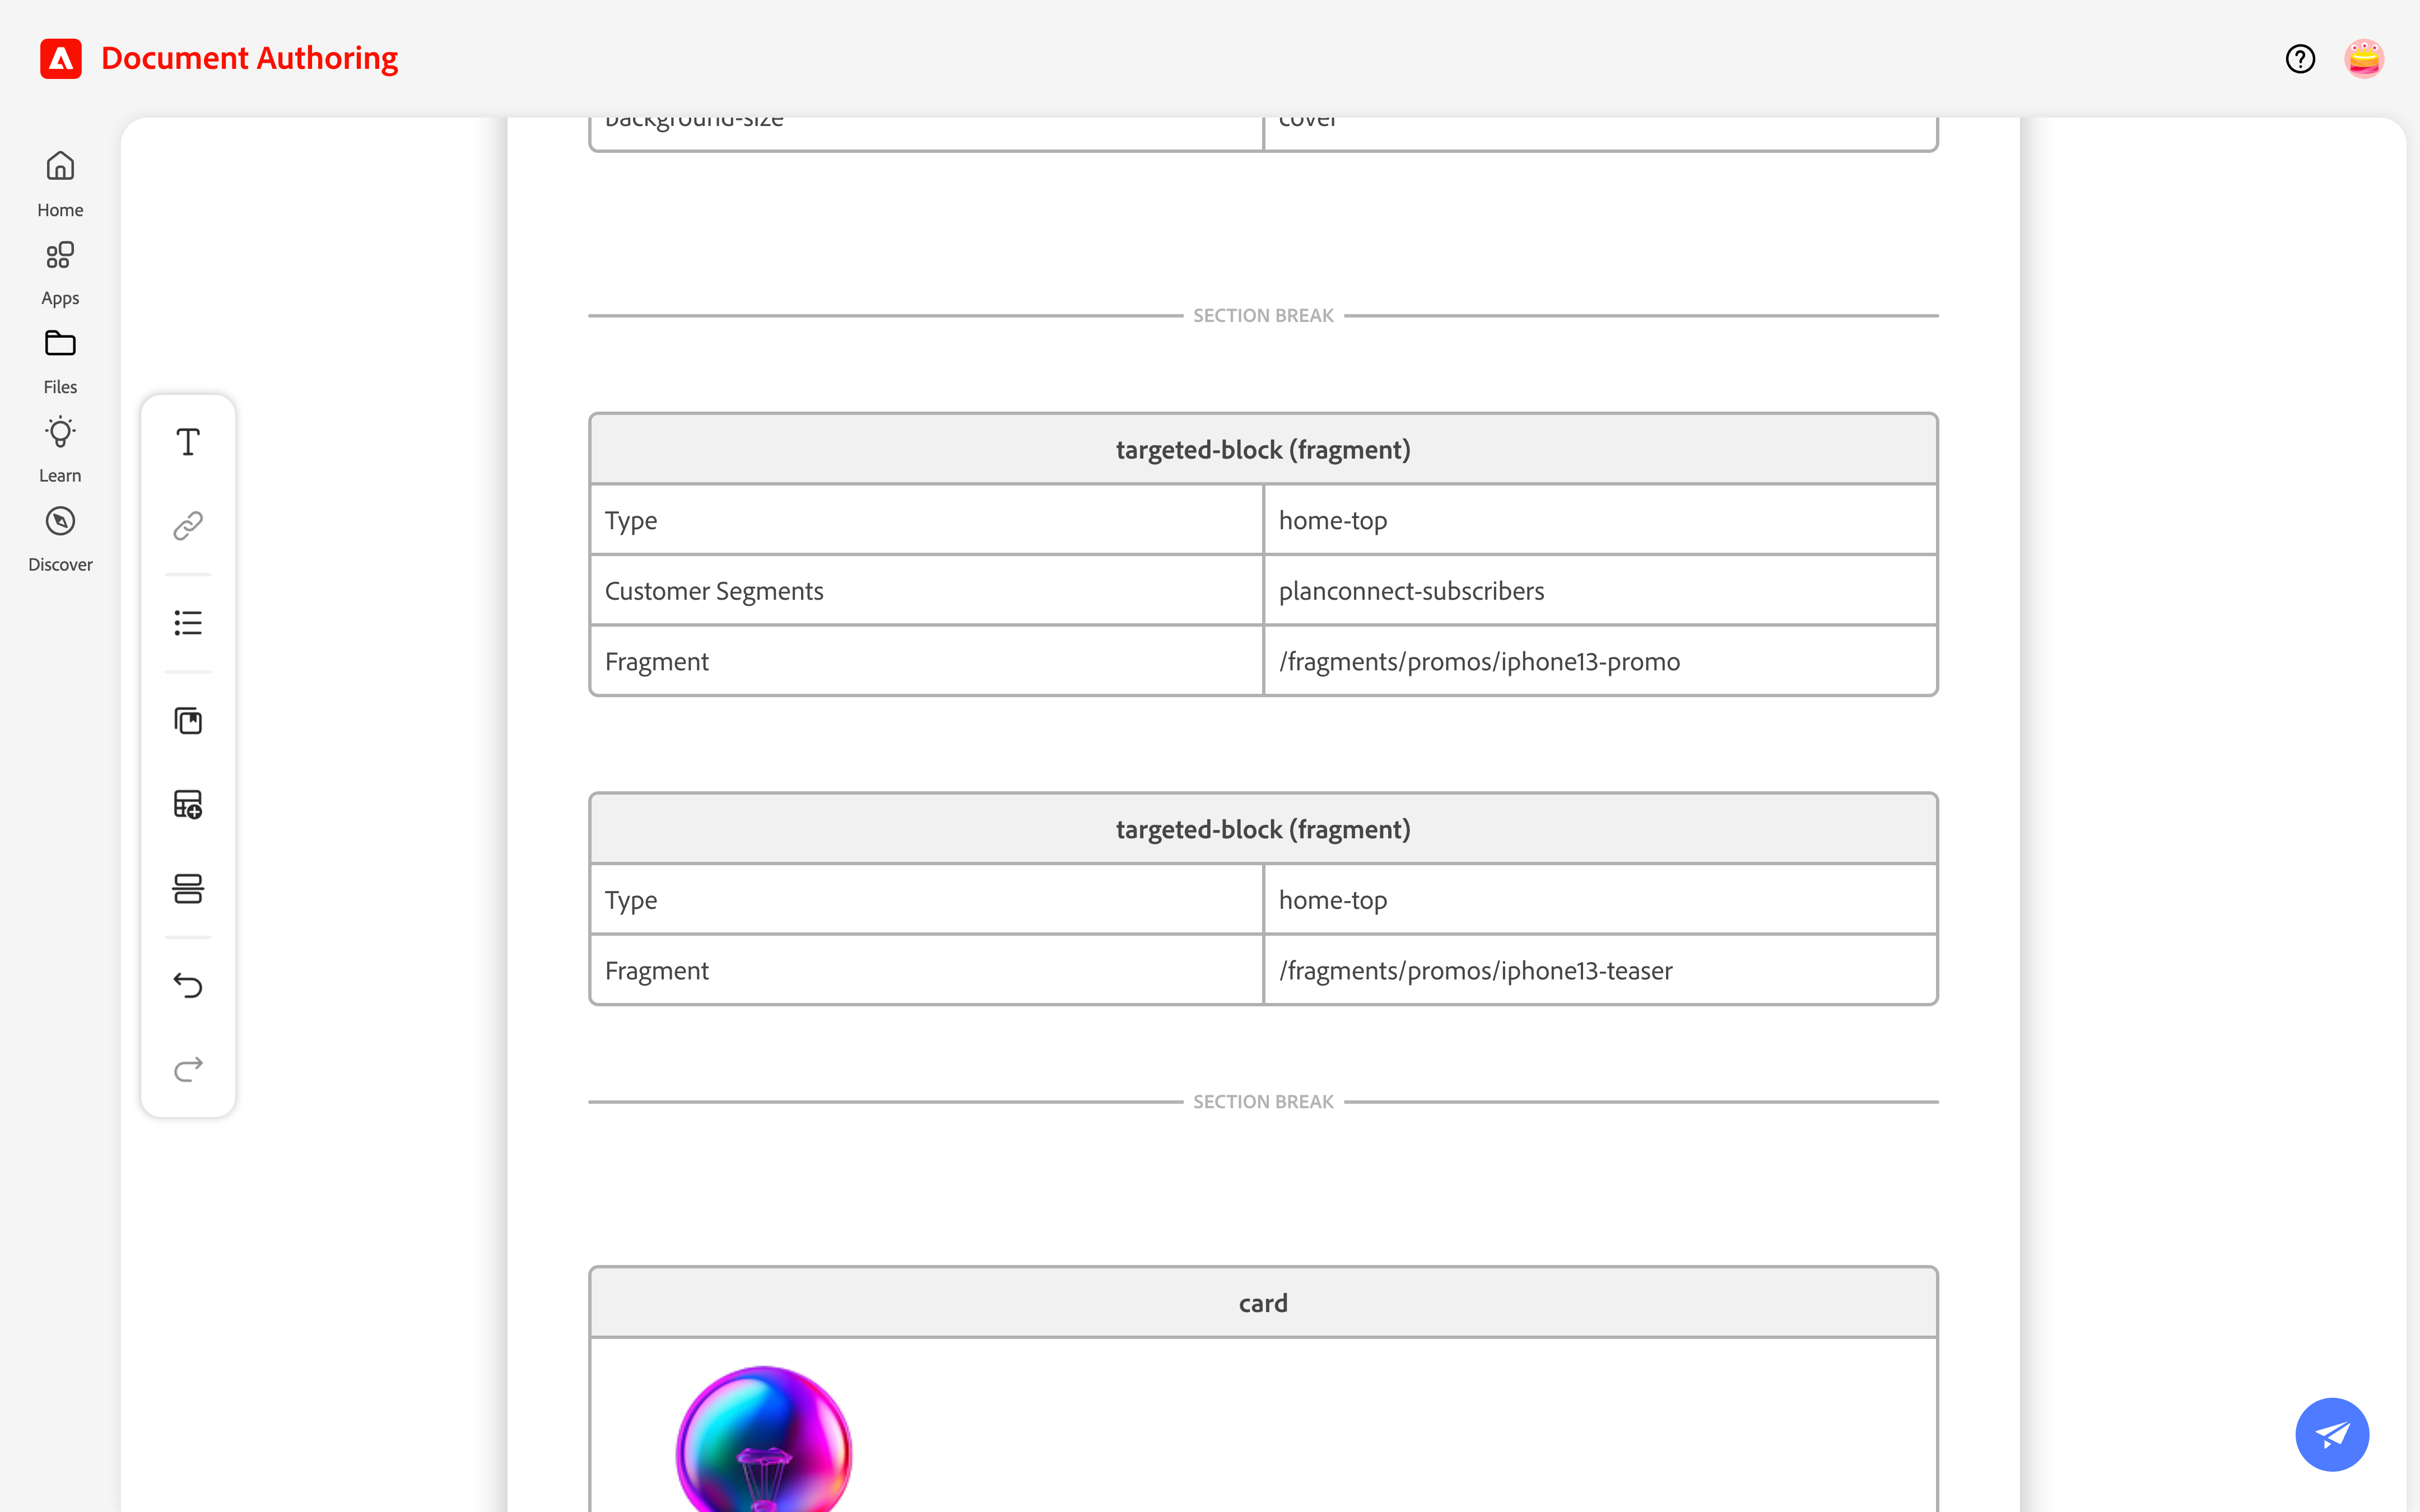 Document Authoring
Home
Apps
Files
Learn
Discover
background-size cover
SECTION BREAK
targeted-block (fragment)
Type home-top
Customer Segments planconnect-subscribers
Fragment /fragments/promos/iphone13-promo
targeted-block (fragment)
Type home-top
Fragment /fragments/promos/iphone13-teaser
SECTION BREAK
card